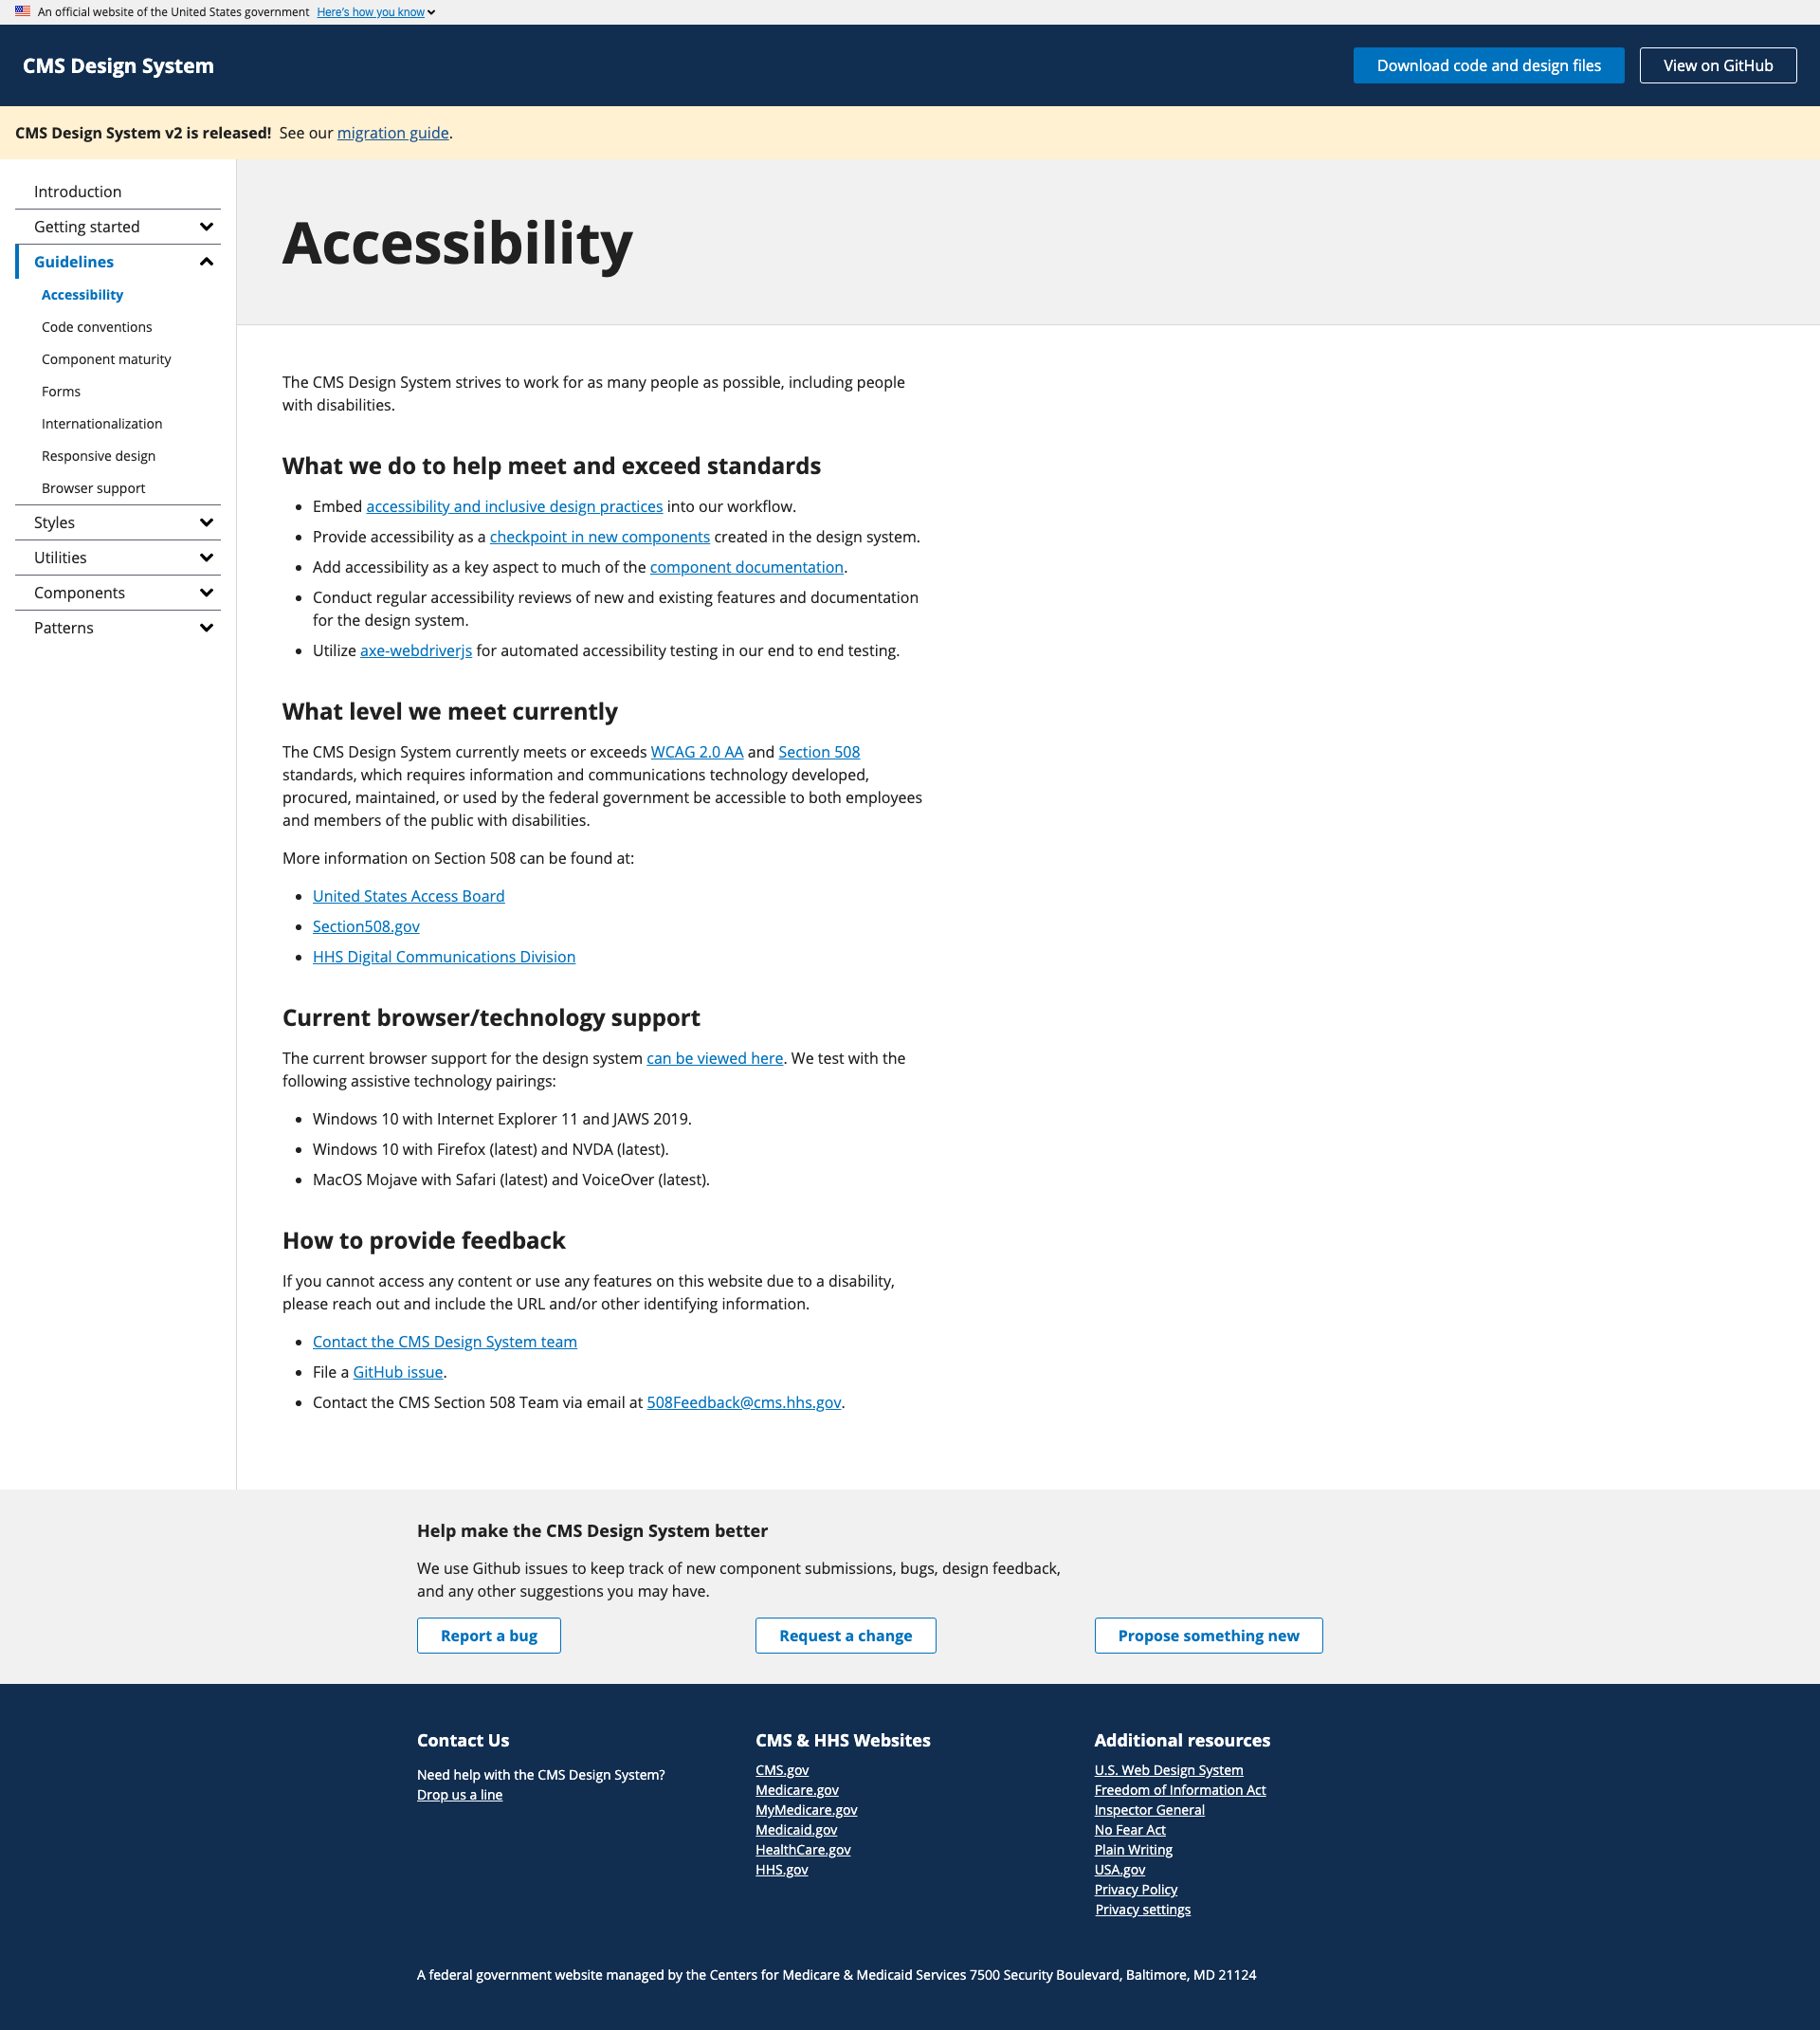 An official website of the United States government Here's how you know
CMS Design System
Download code and design files
View on GitHub
CMS Design System v2 is released! See our migration guide.
Introduction
Getting started
Guidelines
Accessibility
Code conventions
Component maturity
Forms
Internationalization
Responsive design
Browser support
Styles
Utilities
Components
Patterns
Accessibility
The CMS Design System strives to work for as many people as possible, including people
with disabilities.
What we do to help meet and exceed standards
Embed accessibility and inclusive design practices into our workflow.
Provide accessibility as a checkpoint in new components created in the design system.
Add accessibility as a key aspect to much of the component documentation.
Conduct regular accessibility reviews of new and existing features and documentation
for the design system.
Utilize axe-webdriverjs for automated accessibility testing in our end to end testing.
What level we meet currently
The CMS Design System currently meets or exceeds WCAG 2.0 AA and Section 508
standards, which requires information and communications technology developed,
procured, maintained, or used by the federal government be accessible to both employees
and members of the public with disabilities.
More information on Section 508 can be found at:
United States Access Board
Section508.gov
HHS Digital Communications Division
Current browser/technology support
The current browser support for the design system can be viewed here. We test with the
following assistive technology pairings:
Windows 10 with Internet Explorer 11 and JAWS 2019.
Windows 10 with Firefox (latest) and NVDA (latest).
MacOS Mojave with Safari (latest) and VoiceOver (latest).
How to provide feedback
If you cannot access any content or use any features on this website due to a disability,
please reach out and include the URL and/or other identifying information.
Contact the CMS Design System team
File a GitHub issue.
Contact the CMS Section 508 Team via email at 508Feedback@cms.hhs.gov.
Help make the CMS Design System better
We use Github issues to keep track of new component submissions, bugs, design feedback,
and any other suggestions you may have.
Report a bug
Request a change
Propose something new
Contact Us
Need help with the CMS Design System?
Drop us a line
CMS & HHS Websites
CMS.gov
Medicare.gov
MyMedicare.gov
Medicaid.gov
HealthCare.gov
HHS.gov
Additional resources
U.S. Web Design System
Freedom of Information Act
Inspector General
No Fear Act
Plain Writing
USA.gov
Privacy Policy
Privacy settings
A federal government website managed by the Centers for Medicare & Medicaid Services 7500 Security Boulevard, Baltimore, MD 21124